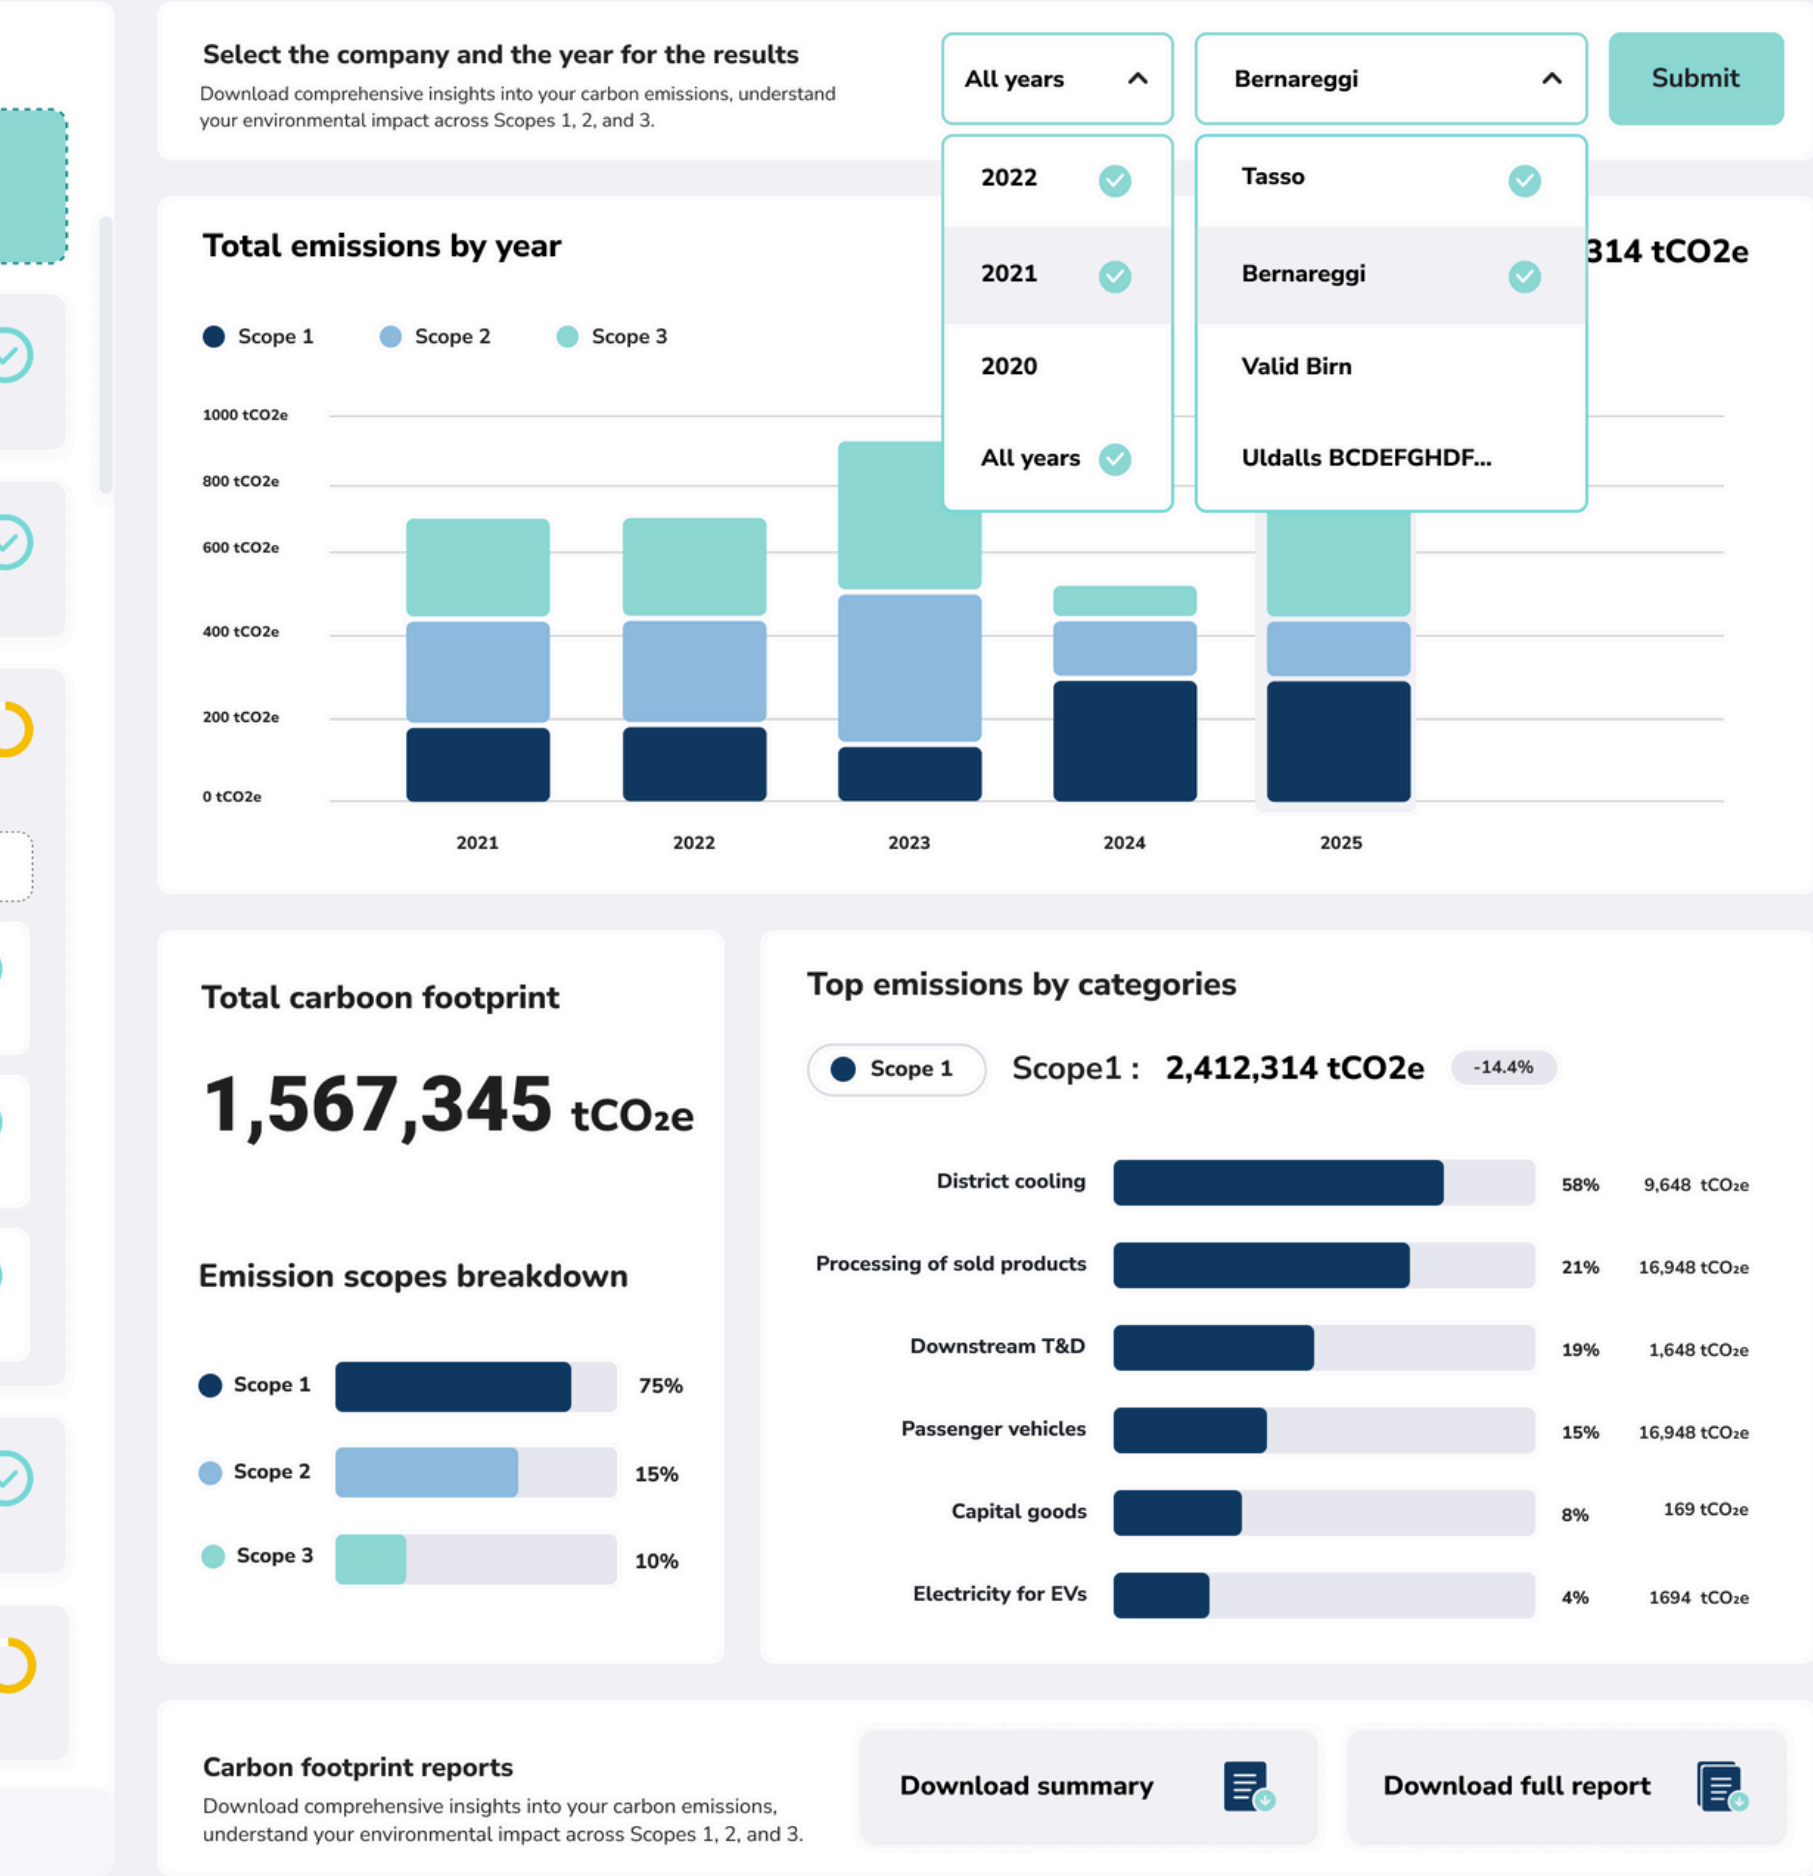 Select the company and the year for the results
Download comprehensive insights into your carbon emissions, understand
your environmental impact across Scopes 1, 2, and 3.
All years
Bernareggi
Submit
2022
2021
2020
All years
Tasso
Bernareggi
Valid Birn
Uldalls BCDEFGHDF...
Total emissions by year
314 tCO2e
Scope 1
Scope 2
Scope 3
1000 tCO2e
800 tCO2e
600 tCO2e
400 tCO2e
200 tCO2e
0 tCO2e
2021
2022
2023
2024
2025
Total carboon footprint
1,567,345 tCO₂e
Emission scopes breakdown
Scope 1 75%
Scope 2 15%
Scope 3 10%
Top emissions by categories
Scope 1
Scope1 : 2,412,314 tCO2e
-14.4%
District cooling 58% 9,648 tCO₂e
Processing of sold products 21% 16,948 tCO₂e
Downstream T&D 19% 1,648 tCO₂e
Passenger vehicles 15% 16,948 tCO₂e
Capital goods 8% 169 tCO₂e
Electricity for EVs 4% 1694 tCO₂e
Carbon footprint reports
Download comprehensive insights into your carbon emissions,
understand your environmental impact across Scopes 1, 2, and 3.
Download summary
Download full report